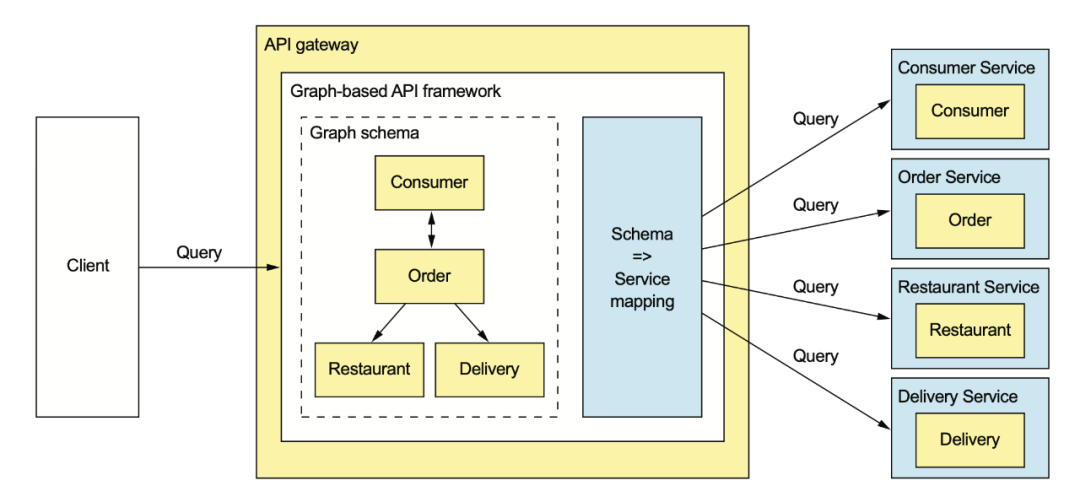 API gateway
Graph-based API framework
Graph schema
Consumer
Order
Restaurant
Delivery
Client
Query
Schema
=>
Service
mapping
Query
Query
Query
Query
Consumer Service
Consumer
Order Service
Order
Restaurant Service
Restaurant
Delivery Service
Delivery